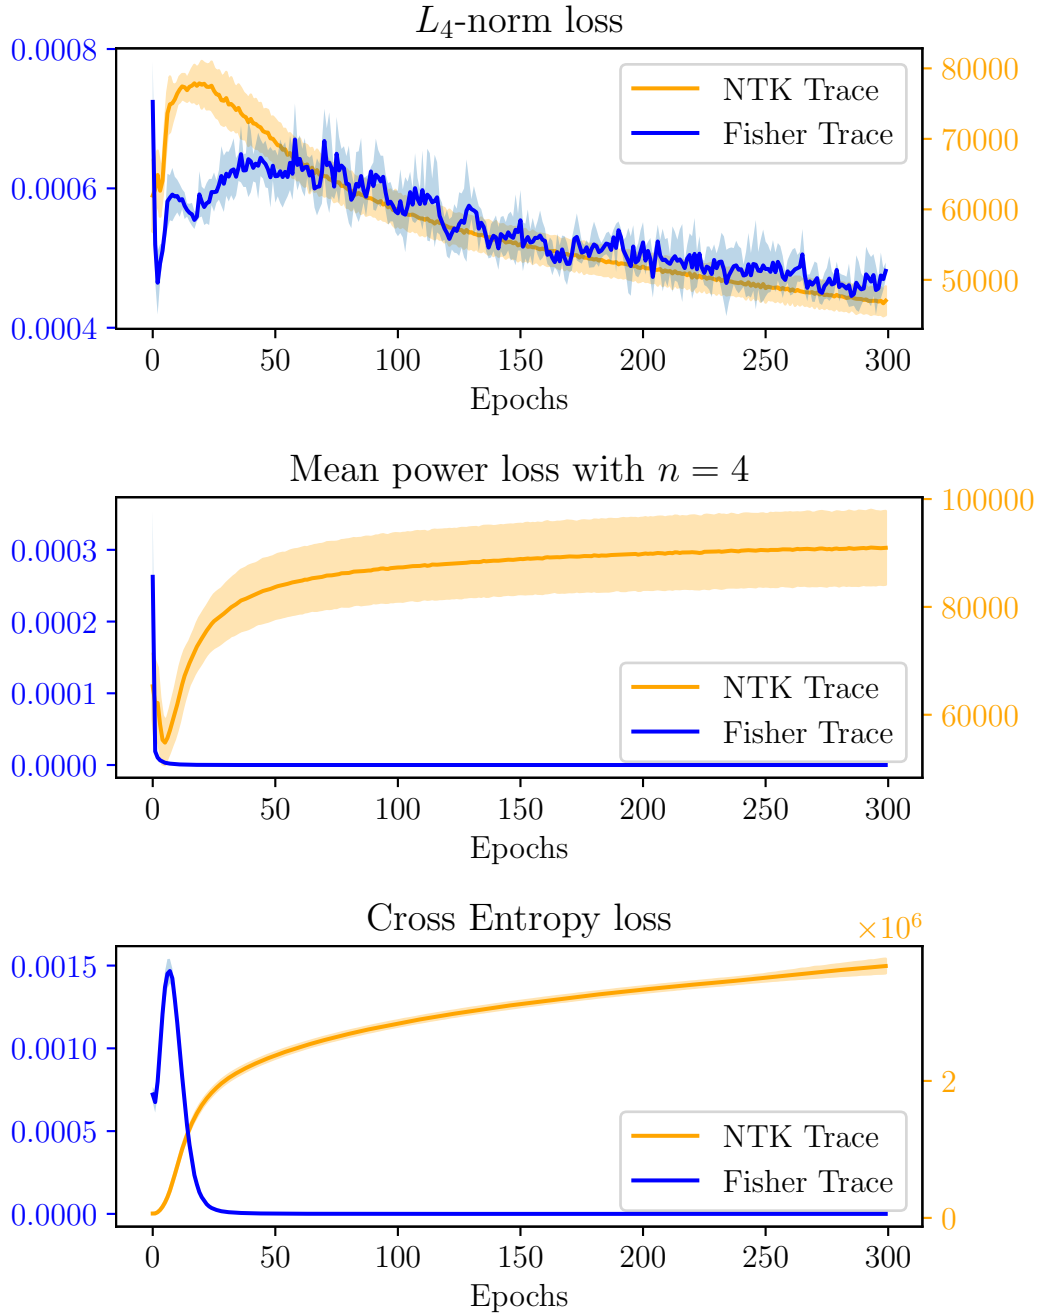 L₄-norm loss
0.0008
0.0006
0.0004
80000
70000
60000
50000
NTK Trace
Fisher Trace
0 50 100 150 200 250 300
Epochs
Mean power loss with n = 4
0.0003
0.0002
0.0001
0.0000
100000
80000
60000
NTK Trace
Fisher Trace
0 50 100 150 200 250 300
Epochs
Cross Entropy loss
×10⁶
0.0015
0.0010
0.0005
0.0000
2
0
NTK Trace
Fisher Trace
0 50 100 150 200 250 300
Epochs